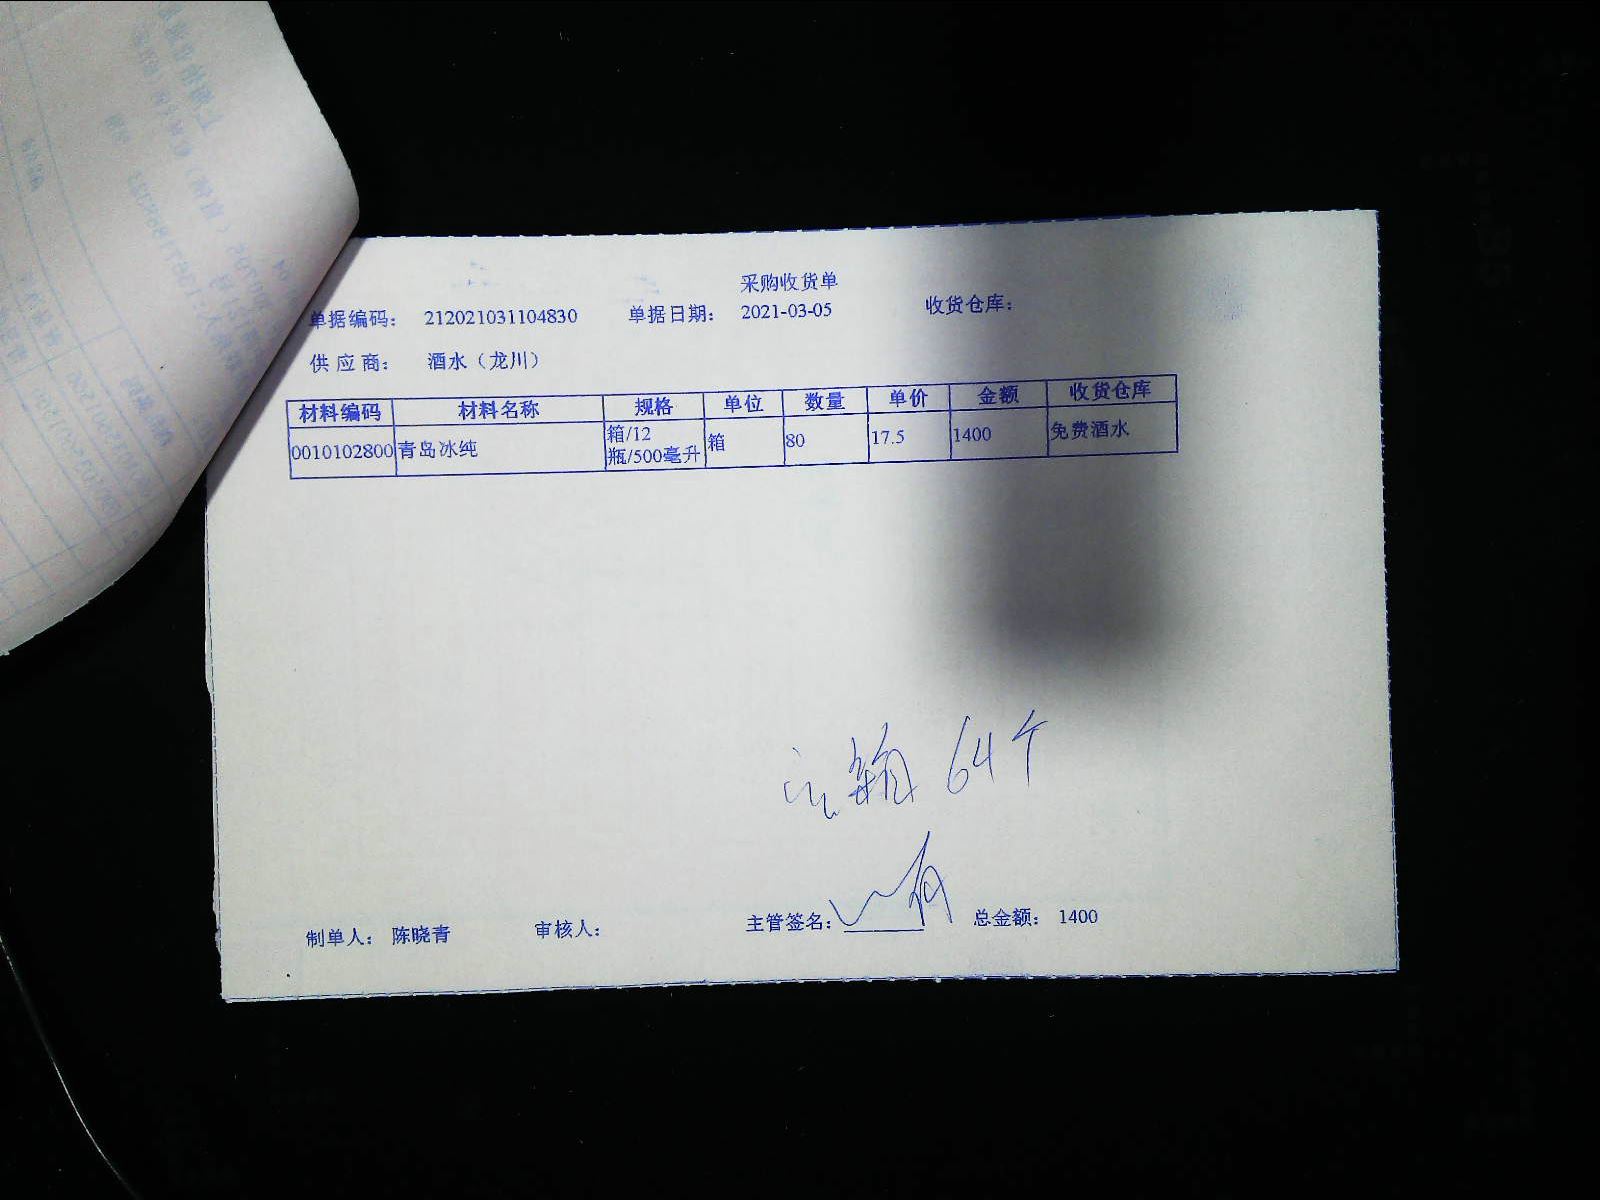 采购收货单
单据编码： 212021031104830 单据日期： 2021-03-05 收货仓库：
供应商： 酒水（龙川）
材料编码 材料名称 规格 单位 数量 单价 金额 收货仓库
0010102800 青岛冰纯 箱/12瓶/500毫升 箱 80 17.5 1400 免费酒水
64个
制单人： 陈晓青 审核人： 主管签名： 总金额： 1400